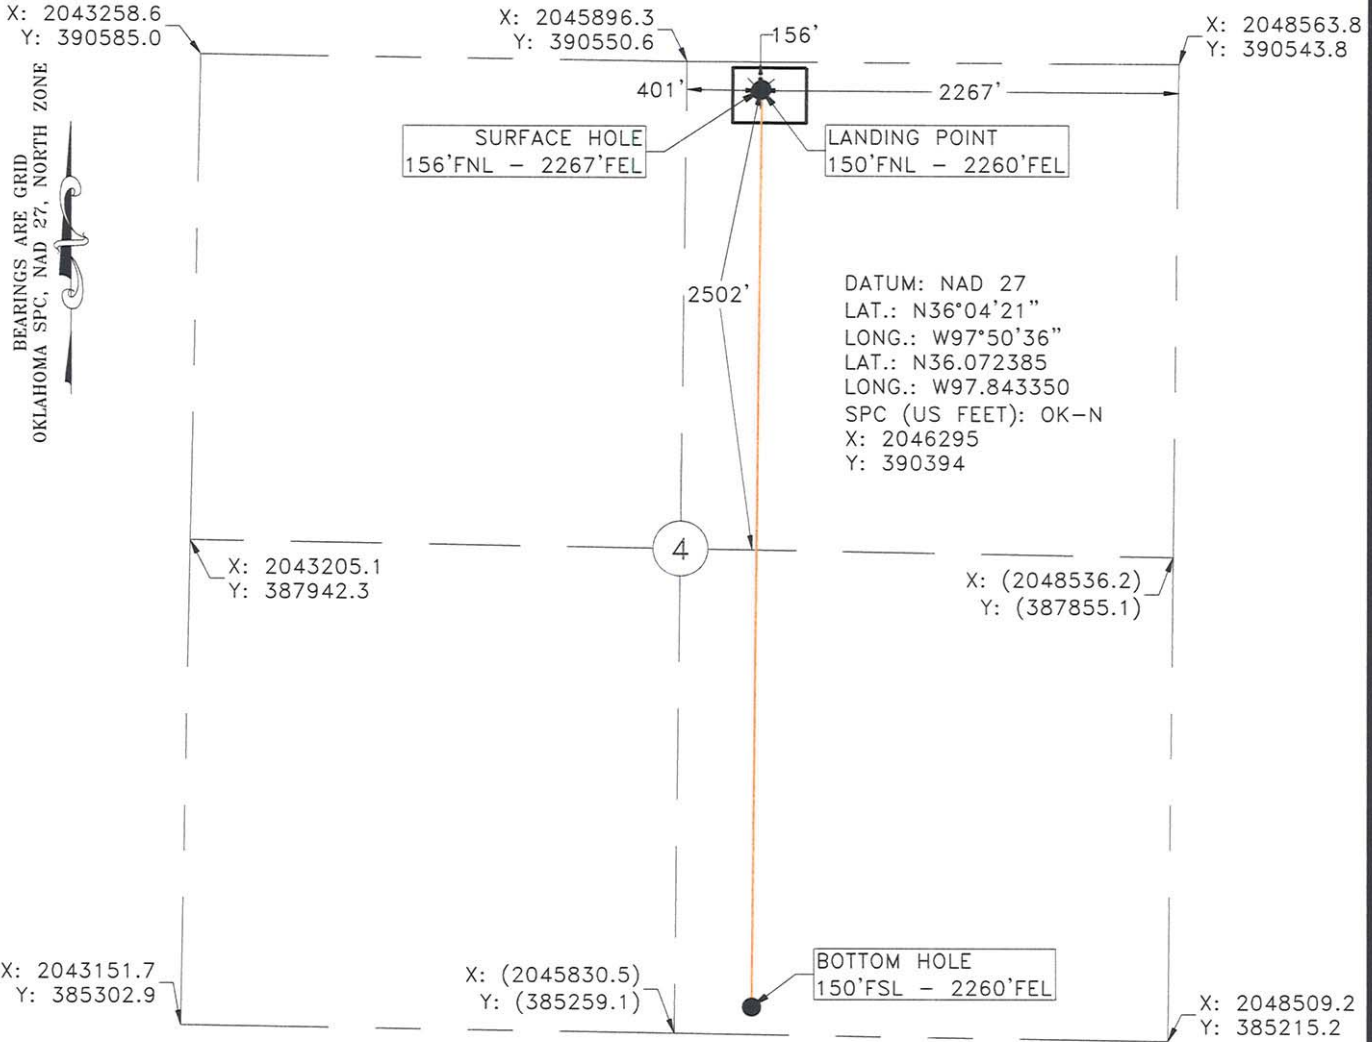 X: 2043258.6
Y: 390585.0
X: 2045896.3
Y: 390550.6
156'
X: 2048563.8
Y: 390543.8
401'
2267'
BEARINGS ARE GRID
OKLAHOMA SPC, NAD 27, NORTH ZONE
SURFACE HOLE
156'FNL – 2267'FEL
LANDING POINT
150'FNL – 2260'FEL
2502'
DATUM: NAD 27
LAT.: N36°04'21"
LONG.: W97°50'36"
LAT.: N36.072385
LONG.: W97.843350
SPC (US FEET): OK–N
X: 2046295
Y: 390394
4
X: 2043205.1
Y: 387942.3
X: (2048536.2)
Y: (387855.1)
X: 2043151.7
Y: 385302.9
X: (2045830.5)
Y: (385259.1)
BOTTOM HOLE
150'FSL – 2260'FEL
X: 2048509.2
Y: 385215.2